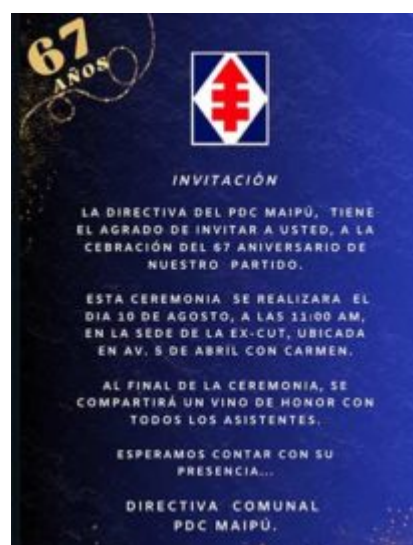 67
AÑOS
INVITACIÓN
LA DIRECTIVA DEL PDC MAIPÚ, TIENE
EL AGRADO DE INVITAR A USTED, A LA
CEBRACIÓN DEL 67 ANIVERSARIO DE
NUESTRO PARTIDO.
ESTA CEREMONIA SE REALIZARA EL
DIA 10 DE AGOSTO, A LAS 11:00 AM,
EN LA SEDE DE LA EX-CUT, UBICADA
EN AV. 5 DE ABRIL CON CARMEN.
AL FINAL DE LA CEREMONIA, SE
COMPARTIRÁ UN VINO DE HONOR CON
TODOS LOS ASISTENTES.
ESPERAMOS CONTAR CON SU
PRESENCIA...
DIRECTIVA COMUNAL
PDC MAIPÚ.